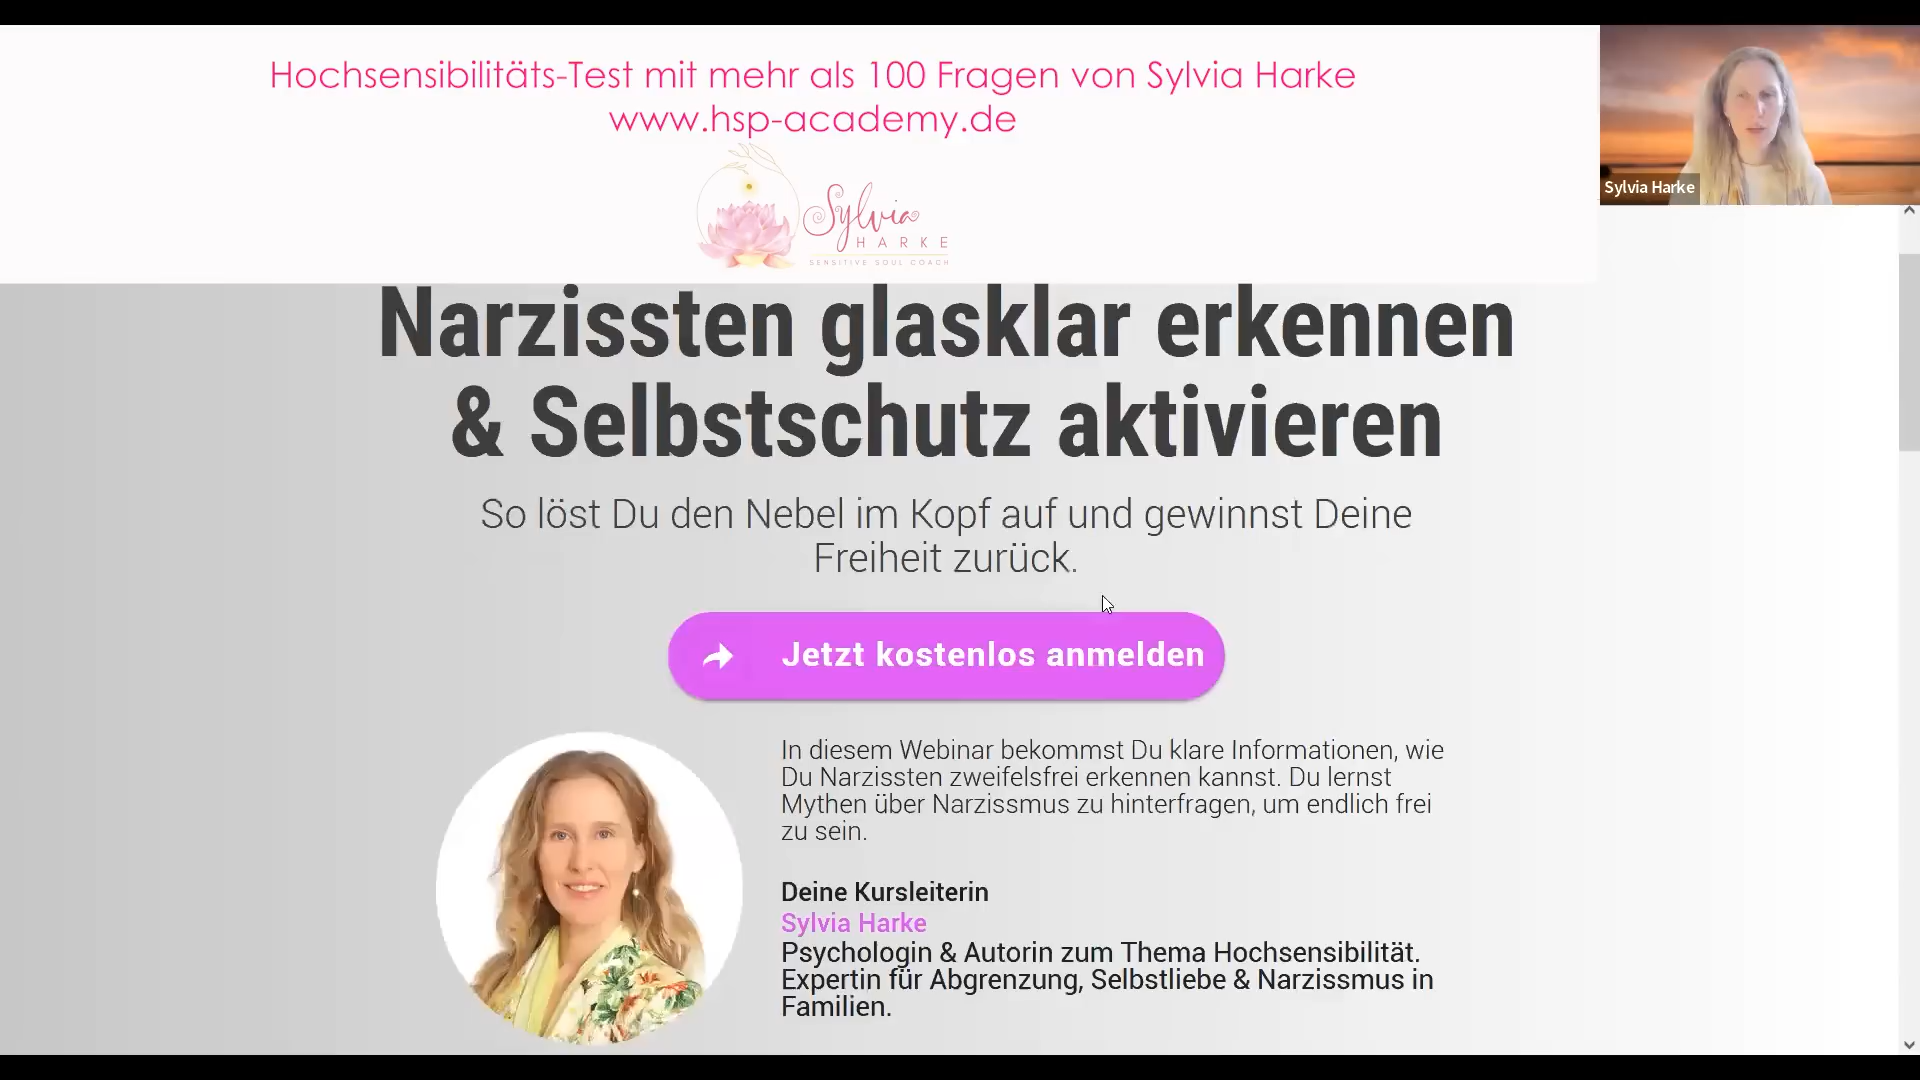 Hochsensibilitäts-Test mit mehr als 100 Fragen von Sylvia Harke
www.hsp-academy.de
Sylvia
HARKE
SENSITIVE SOUL COACH
Sylvia Harke
Narzissten glasklar erkennen
& Selbstschutz aktivieren
So löst Du den Nebel im Kopf auf und gewinnst Deine
Freiheit zurück.
Jetzt kostenlos anmelden
In diesem Webinar bekommst Du klare Informationen, wie
Du Narzissten zweifelsfrei erkennen kannst. Du lernst
Mythen über Narzissmus zu hinterfragen, um endlich frei
zu sein.
Deine Kursleiterin
Sylvia Harke
Psychologin & Autorin zum Thema Hochsensibilität.
Expertin für Abgrenzung, Selbstliebe & Narzissmus in
Familien.